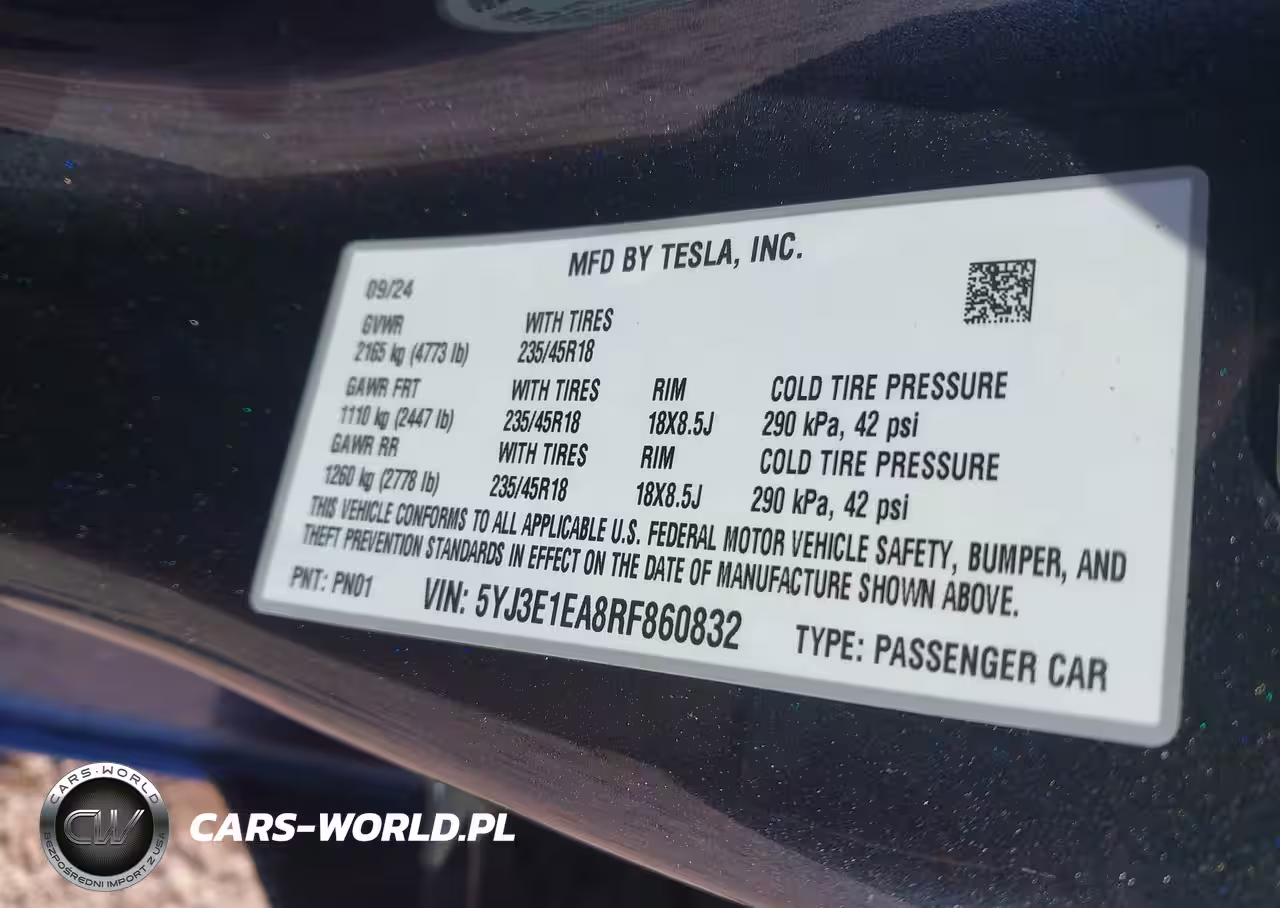 MFD BY TESLA, INC.
09/24
GVWR WITH TIRES
2165 kg (4773 lb) 235/45R18
GAWR FRT WITH TIRES RIM COLD TIRE PRESSURE
1110 kg (2447 lb) 235/45R18 18X8.5J 290 kPa, 42 psi
GAWR RR WITH TIRES RIM COLD TIRE PRESSURE
1260 kg (2778 lb) 235/45R18 18X8.5J 290 kPa, 42 psi
THIS VEHICLE CONFORMS TO ALL APPLICABLE U.S. FEDERAL MOTOR VEHICLE SAFETY, BUMPER, AND
THEFT PREVENTION STANDARDS IN EFFECT ON THE DATE OF MANUFACTURE SHOWN ABOVE.
PNT: PN01 VIN: 5YJ3E1EA8RF860832 TYPE: PASSENGER CAR
CARS-WORLD
CW
BEZPOŚREDNI IMPORT Z USA
CARS-WORLD.PL